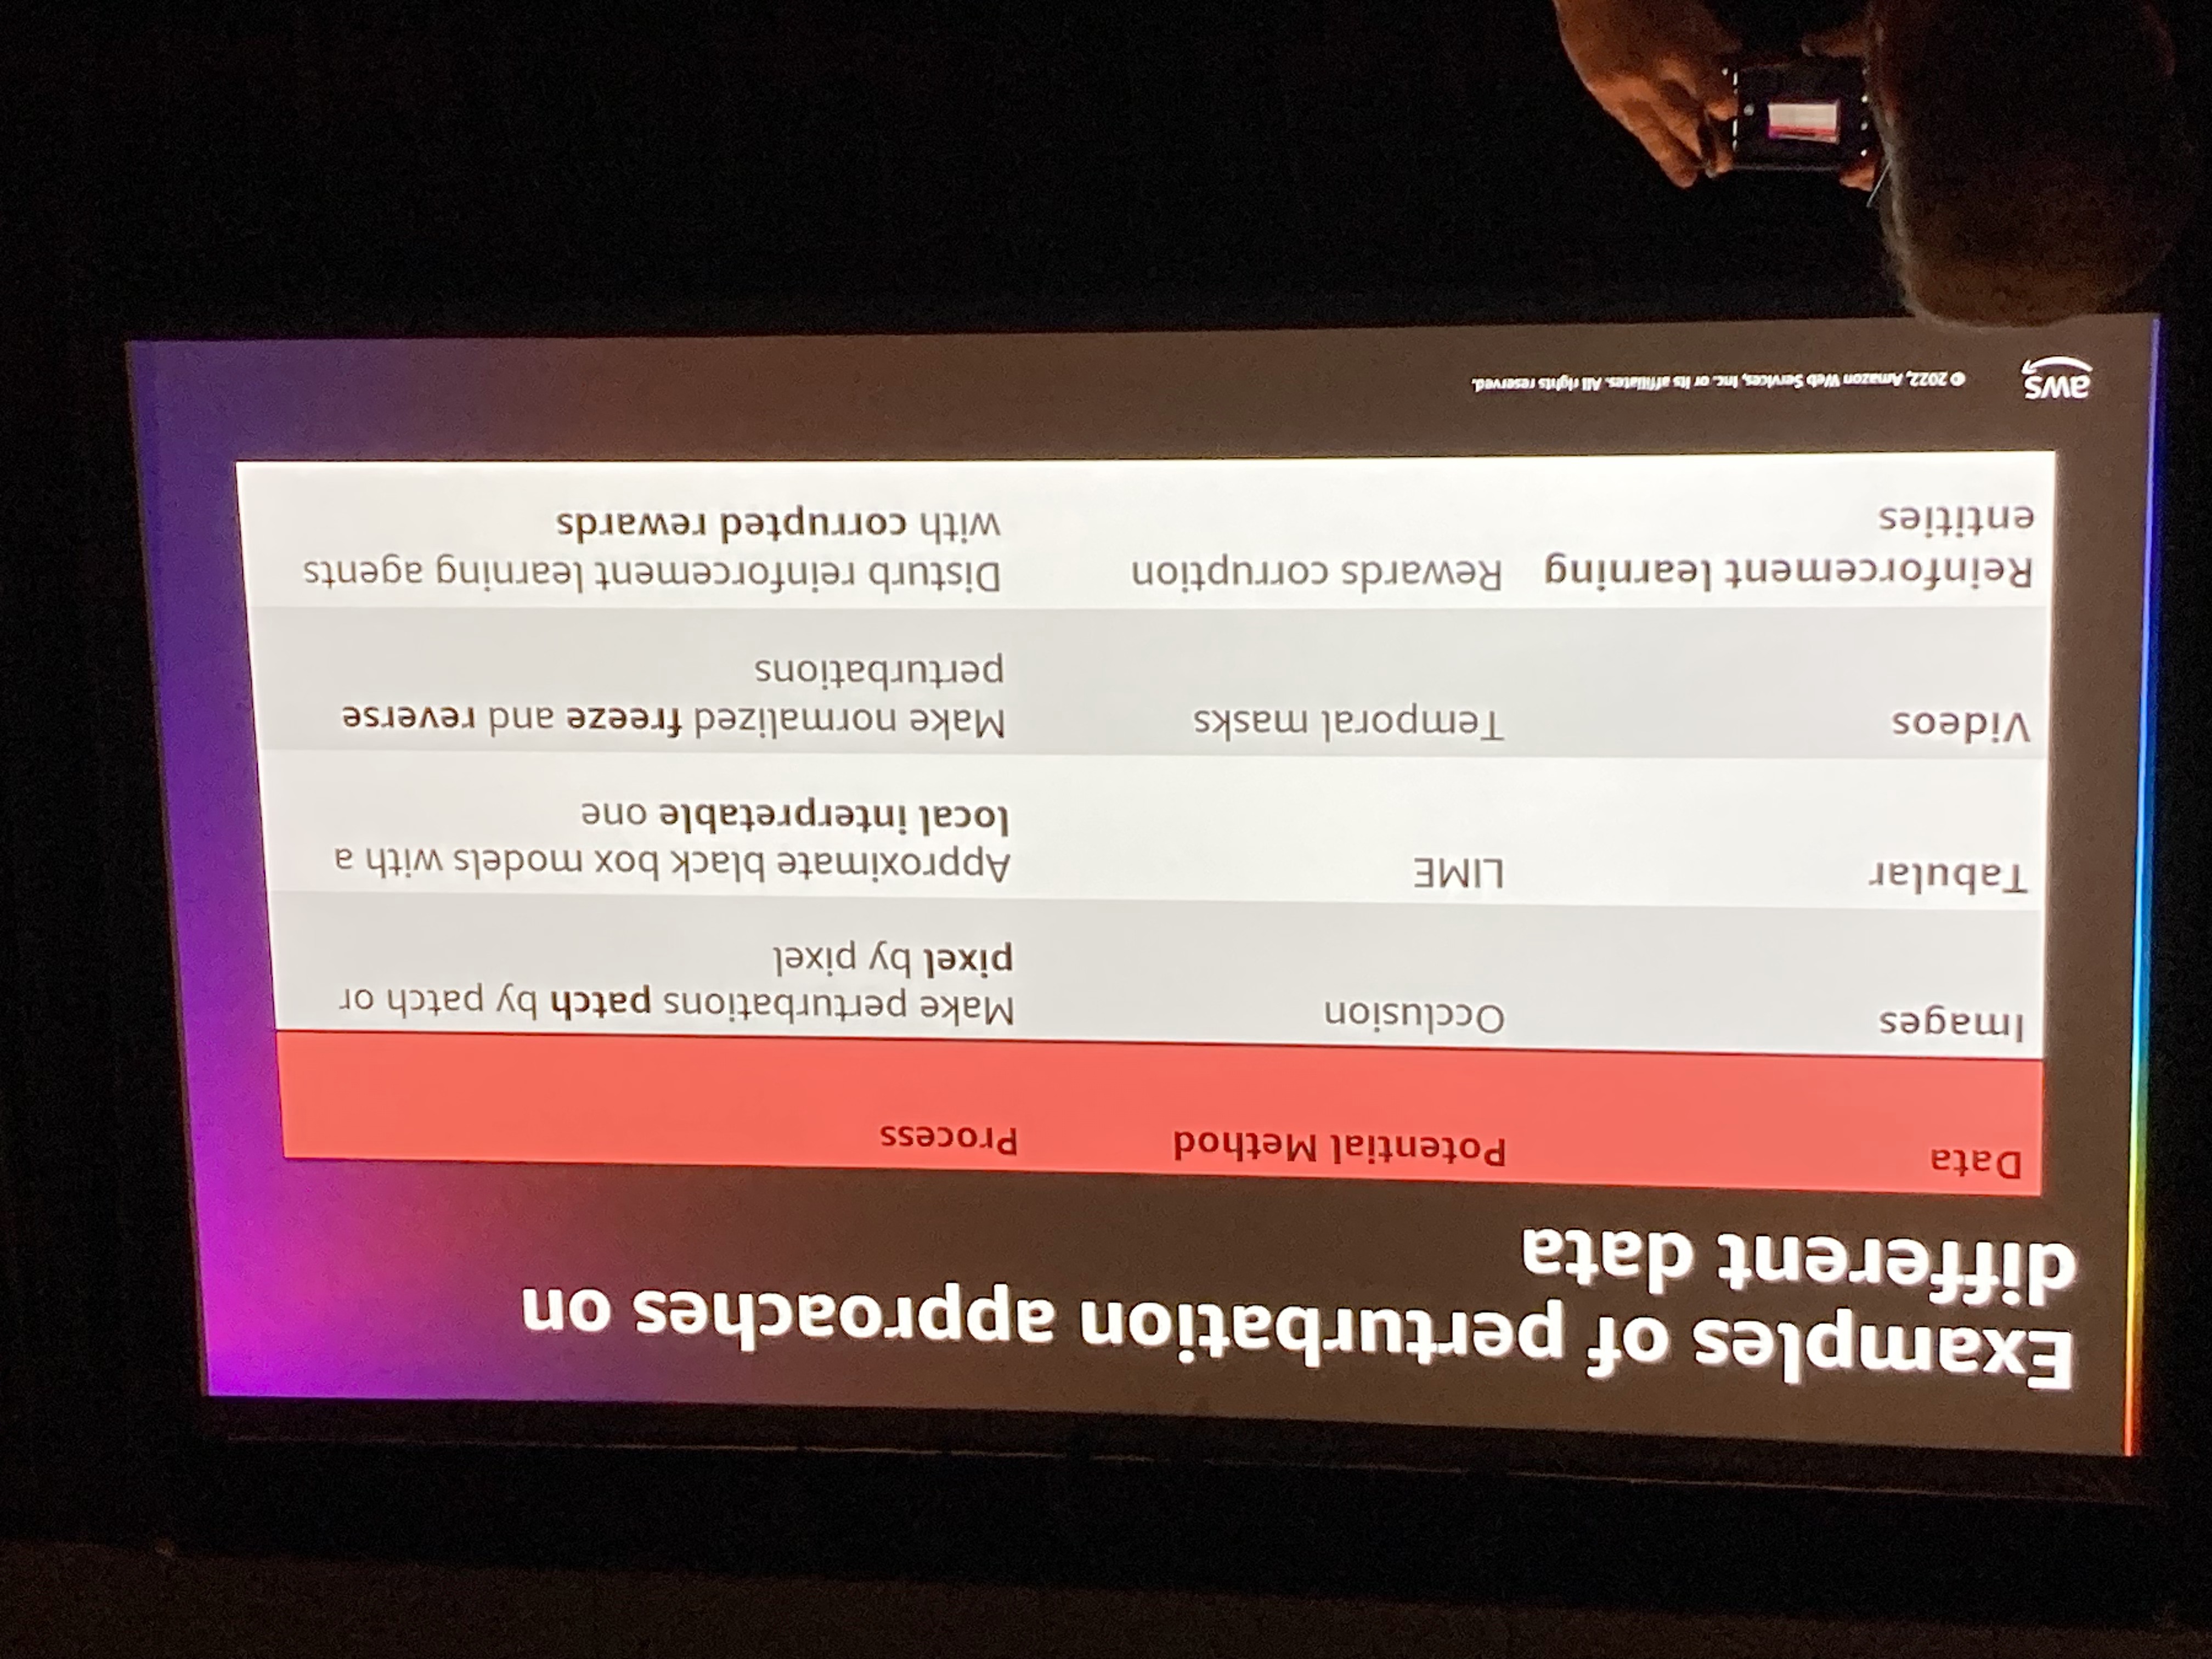 Examples of perturbation approaches on
different data
Data
Potential Method
Process
Images
Occlusion
Make perturbations patch by patch or
pixel by pixel
Tabular
LIME
Approximate black box models with a
local interpretable one
Videos
Temporal masks
Make normalized freeze and reverse
perturbations
Reinforcement learning
entities
Rewards corruption
Disturb reinforcement learning agents
with corrupted rewards
aws
© 2022, Amazon Web Services, Inc. or its affiliates. All rights reserved.